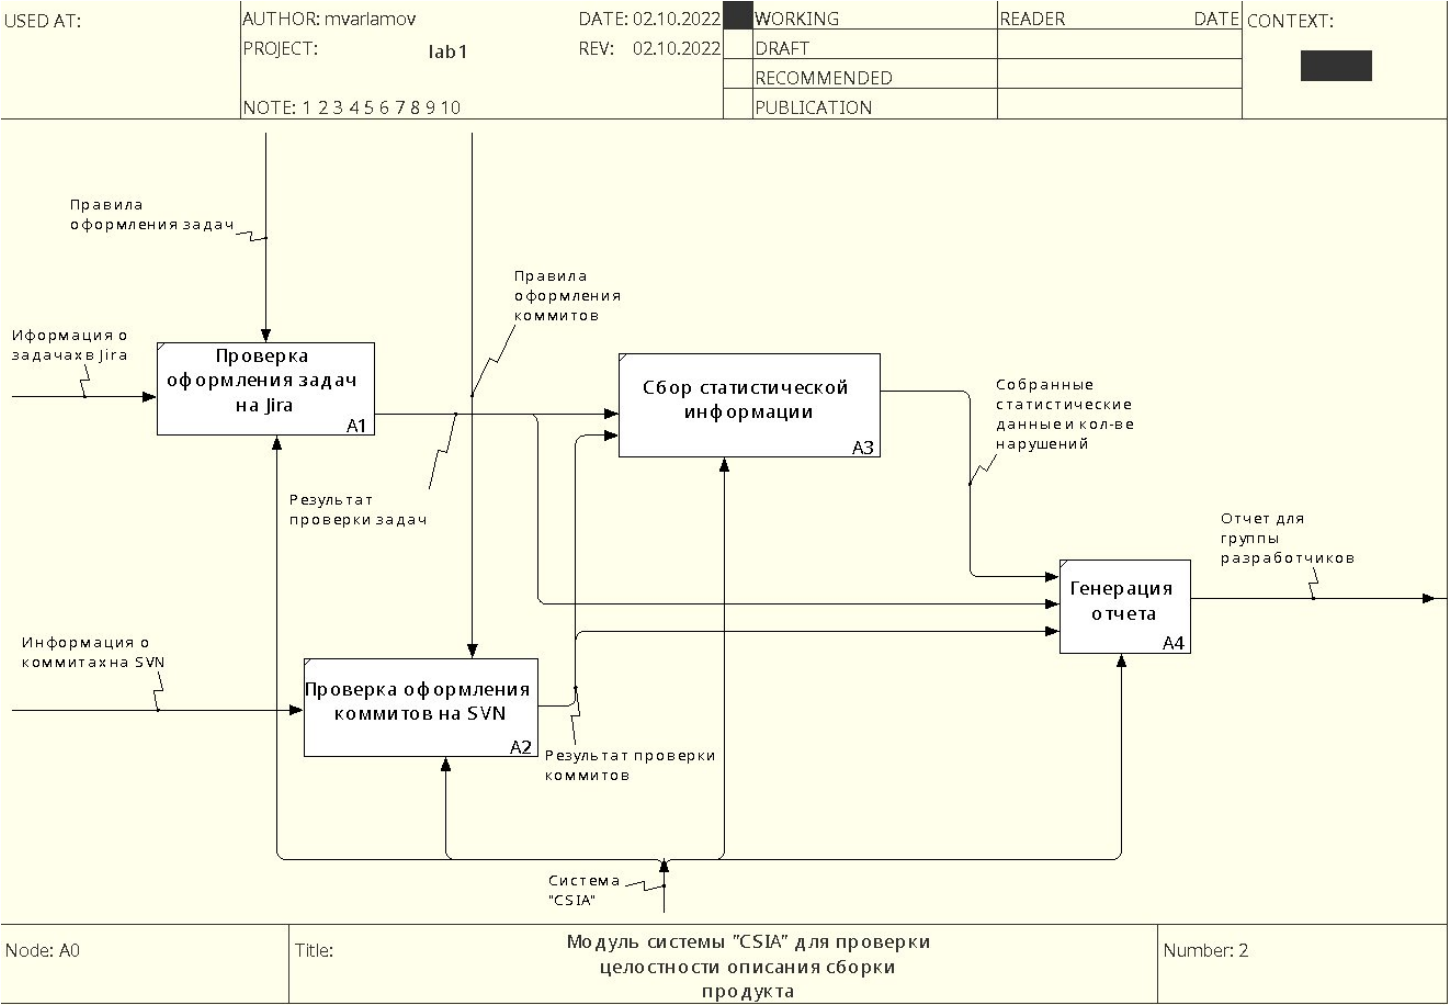 USED AT:
AUTHOR: mvarlamov
DATE: 02.10.2022
PROJECT:
lab1
REV: 02.10.2022
NOTE: 1 2 3 4 5 6 7 8 9 10
WORKING
DRAFT
RECOMMENDED
PUBLICATION
READER
DATE
CONTEXT:
Правила
оформления задач
Правила
оформления
коммитов
Иформация о
задачах в Jira
Проверка
оформления задач
на Jira
A1
Сбор статистической
информации
A3
Собранные
статистические
данные и кол-ве
нарушений
Результат
проверки задач
Отчет для
группы
разработчиков
Генерация
отчета
A4
Информация о
коммитах на SVN
Проверка оформления
коммитов на SVN
A2
Результат проверки
коммитов
Система
"CSIA"
Node: A0
Title:
Модуль системы "CSIA" для проверки
целостности описания сборки
продукта
Number: 2